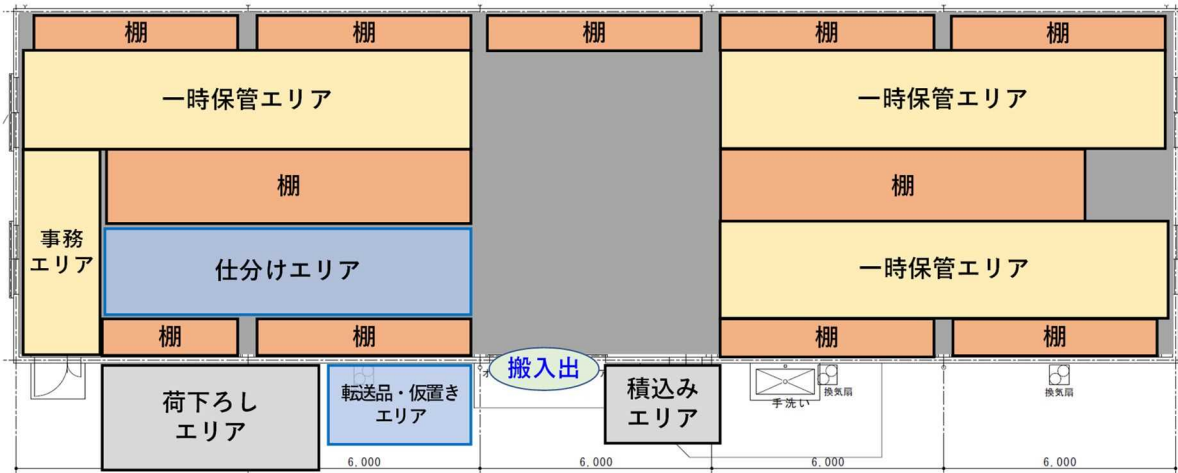 棚
棚
棚
棚
棚
一時保管エリア
一時保管エリア
棚
棚
事務
エリア
仕分けエリア
一時保管エリア
棚
棚
棚
棚
搬入出
荷下ろし
エリア
転送品・仮置き
エリア
積込み
エリア
手洗い
換気扇
換気扇
6.000
6.000
6.000
6.000